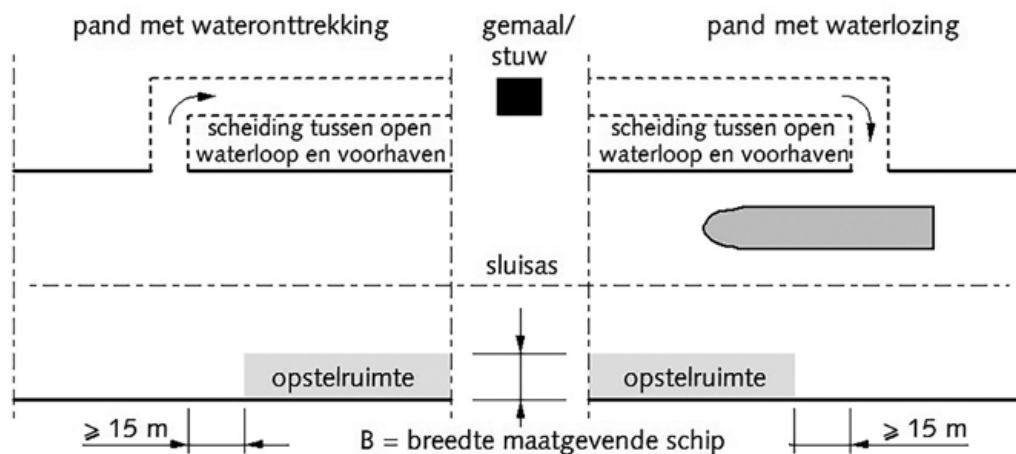 pand met wateronttrekking
gemaal/
stuw
pand met waterlozing
scheiding tussen open
waterloop en voorhaven
scheiding tussen open
waterloop en voorhaven
sluisas
opstelruimte
opstelruimte
⩾ 15 m
B = breedte maatgevende schip
⩾ 15 m